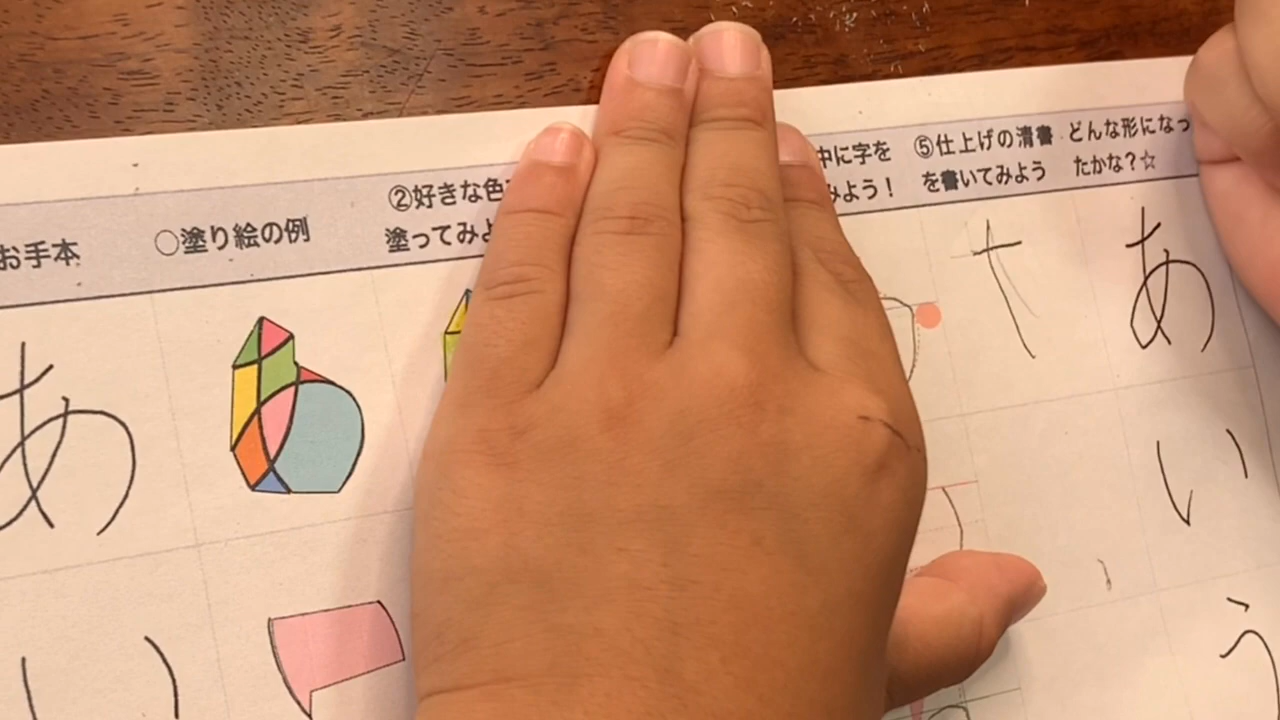 お手本
○塗り絵の例
②好きな色
塗ってみ
中に字を
みよう！
⑤仕上げの清書
を書いてみよう
どんな形になっ
たかな？☆
あ
あ
い
い
う